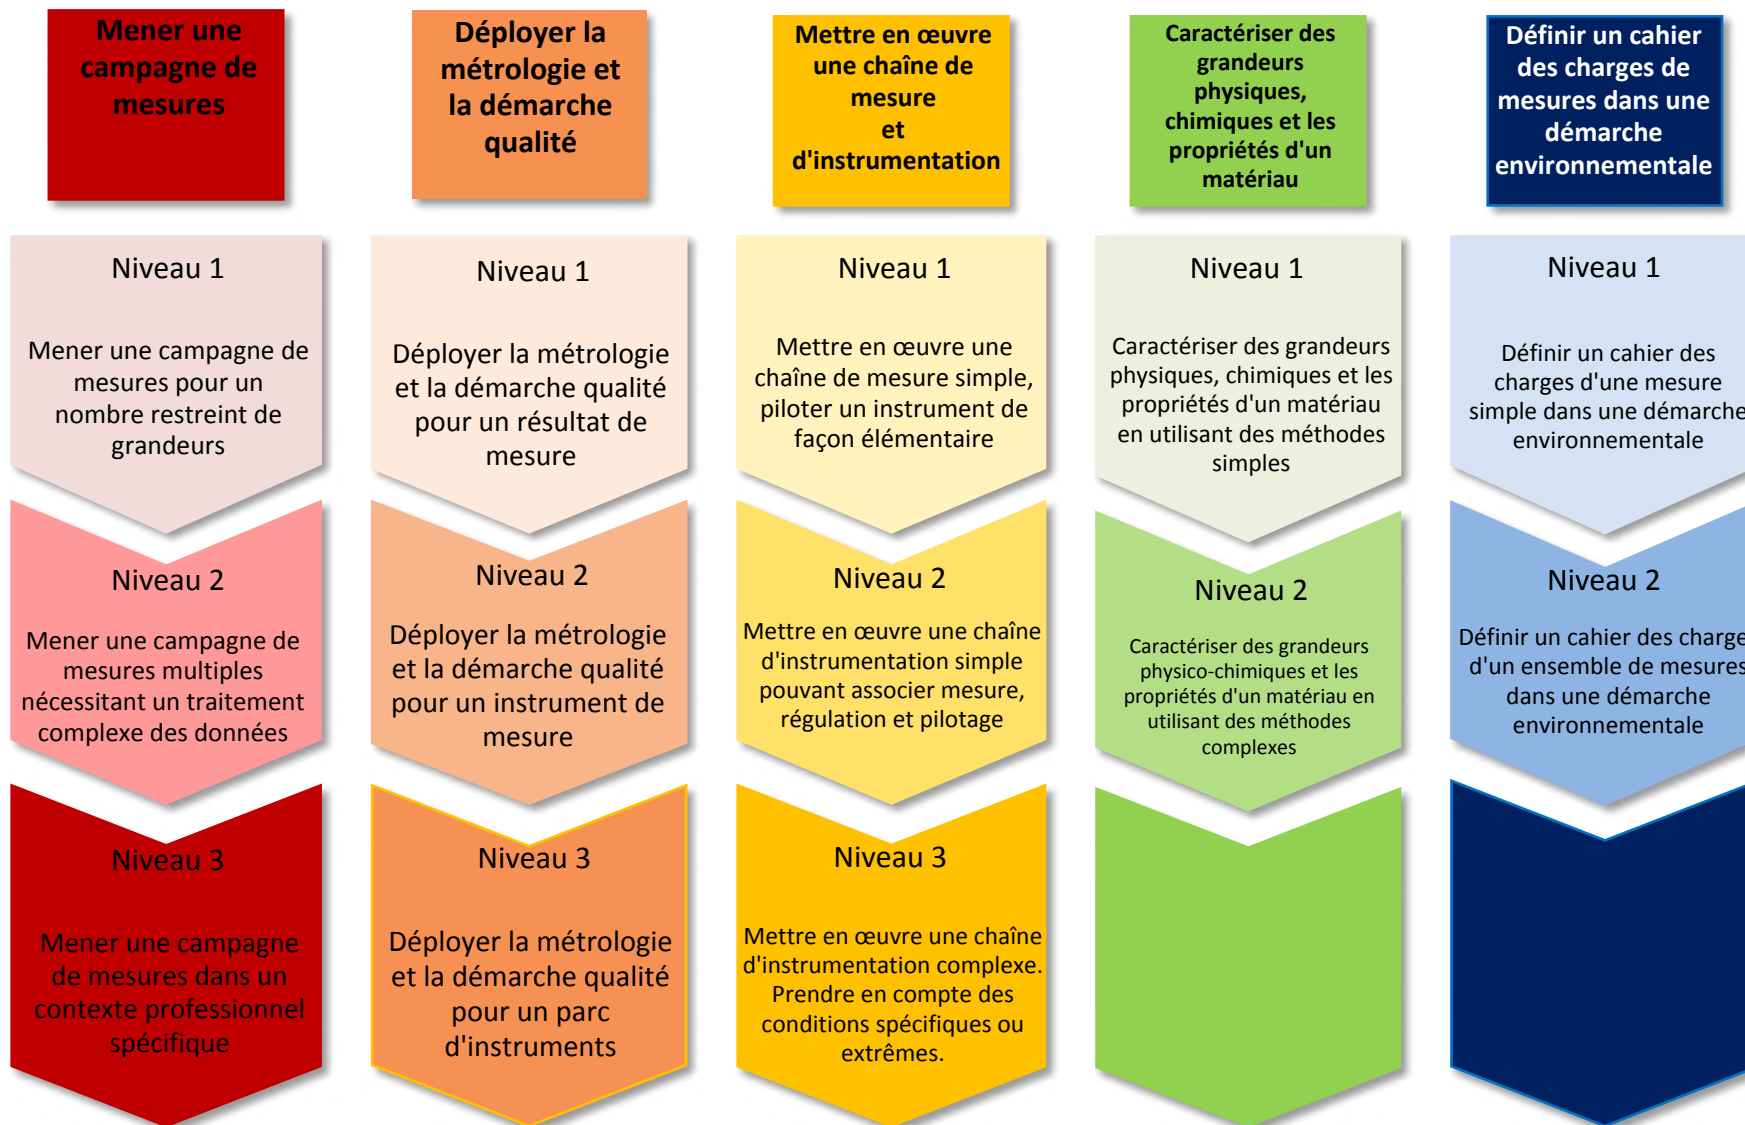 Mener une
campagne de
mesures
Déployer la
métrologie et
la démarche
qualité
Mettre en œuvre
une chaîne de
mesure
et
d'instrumentation
Caractériser des
grandeurs
physiques,
chimiques et les
propriétés d'un
matériau
Définir un cahier
des charges de
mesures dans une
démarche
environnementale
Niveau 1
Mener une campagne de
mesures pour un
nombre restreint de
grandeurs
Niveau 1
Déployer la métrologie
et la démarche qualité
pour un résultat de
mesure
Niveau 1
Mettre en œuvre une
chaîne de mesure simple,
piloter un instrument de
façon élémentaire
Niveau 1
Caractériser des grandeurs
physiques, chimiques et les
propriétés d'un matériau
en utilisant des méthodes
simples
Niveau 1
Définir un cahier des
charges d'une mesure
simple dans une démarche
environnementale
Niveau 2
Mener une campagne de
mesures multiples
nécessitant un traitement
complexe des données
Niveau 2
Déployer la métrologie
et la démarche qualité
pour un instrument de
mesure
Niveau 2
Mettre en œuvre une chaîne
d'instrumentation simple
pouvant associer mesure,
régulation et pilotage
Niveau 2
Caractériser des grandeurs
physico-chimiques et les
propriétés d'un matériau en
utilisant des méthodes
complexes
Niveau 2
Définir un cahier des charge
d'un ensemble de mesures
dans une démarche
environnementale
Niveau 3
Mener une campagne
de mesures dans un
contexte professionnel
spécifique
Niveau 3
Déployer la métrologie
et la démarche qualité
pour un parc
d'instruments
Niveau 3
Mettre en œuvre une chaîne
d'instrumentation complexe.
Prendre en compte des
conditions spécifiques ou
extrêmes.